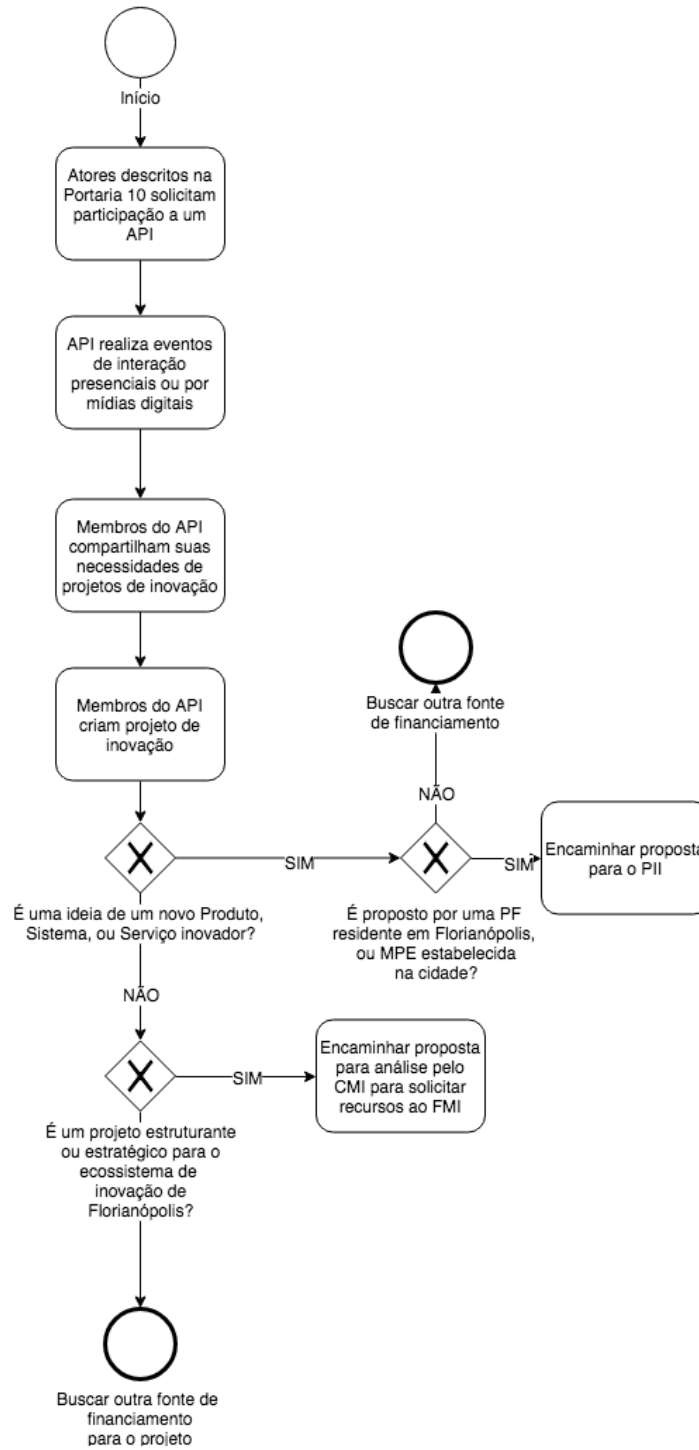 Início
Atores descritos na
Portaria 10 solicitam
participação a um
API
API realiza eventos
de interação
presenciais ou por
mídias digitais
Membros do API
compartilham suas
necessidades de
projetos de inovação
Membros do API
criam projeto de
inovação
Buscar outra fonte
de financiamento
NÃO
SIM
SIM
Encaminhar proposta
para o PII
É uma ideia de um novo Produto,
Sistema, ou Serviço inovador?
É proposto por uma PF
residente em Florianópolis,
ou MPE estabelecida
na cidade?
NÃO
SIM
Encaminhar proposta
para análise pelo
CMI para solicitar
recursos ao FMI
É um projeto estruturante
ou estratégico para o
ecossistema de
inovação de
Florianópolis?
Buscar outra fonte de
financiamento
para o projeto